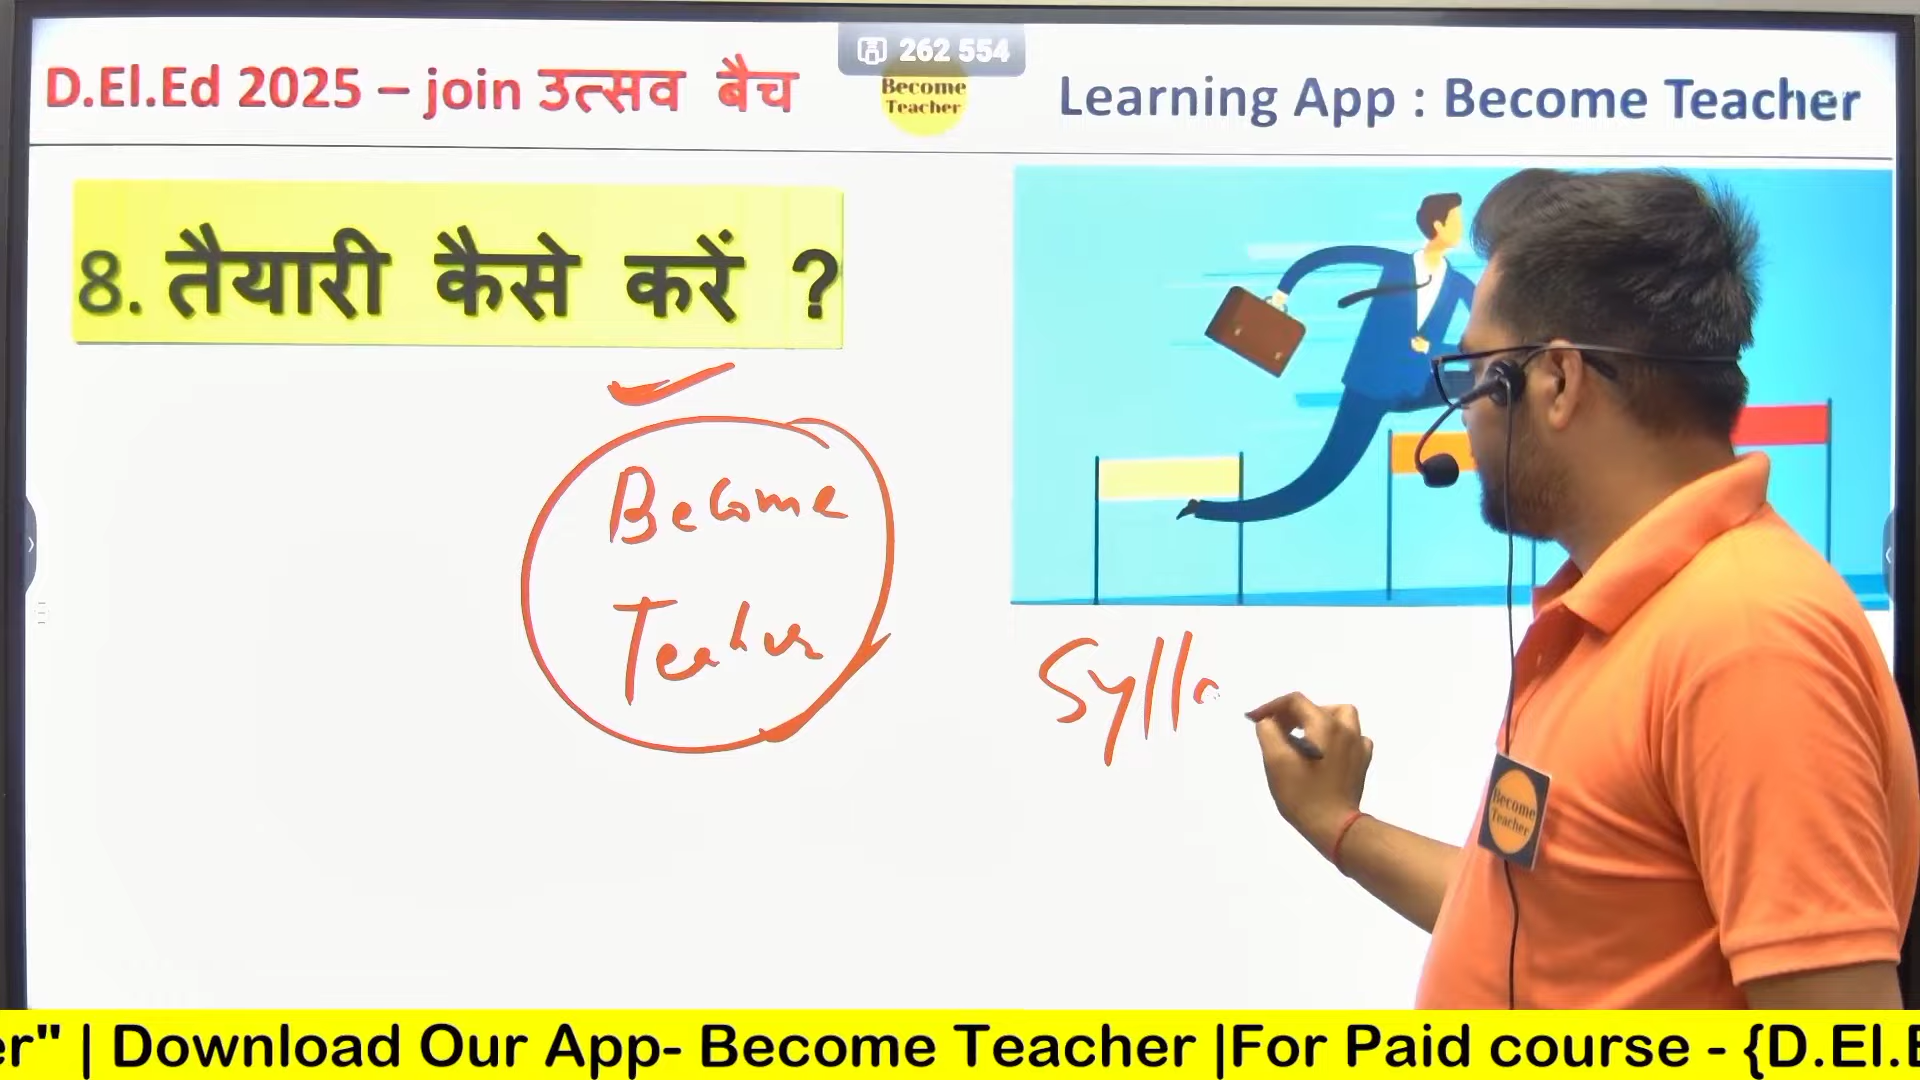 262 554
D.El.Ed 2025 – join उत्सव बैच
Become
Teacher
Learning App : Become Teacher
8. तैयारी कैसे करें ?
Become
Teacher
Sylla
Become
Teacher
er" | Download Our App- Become Teacher |For Paid course - {D.El.E